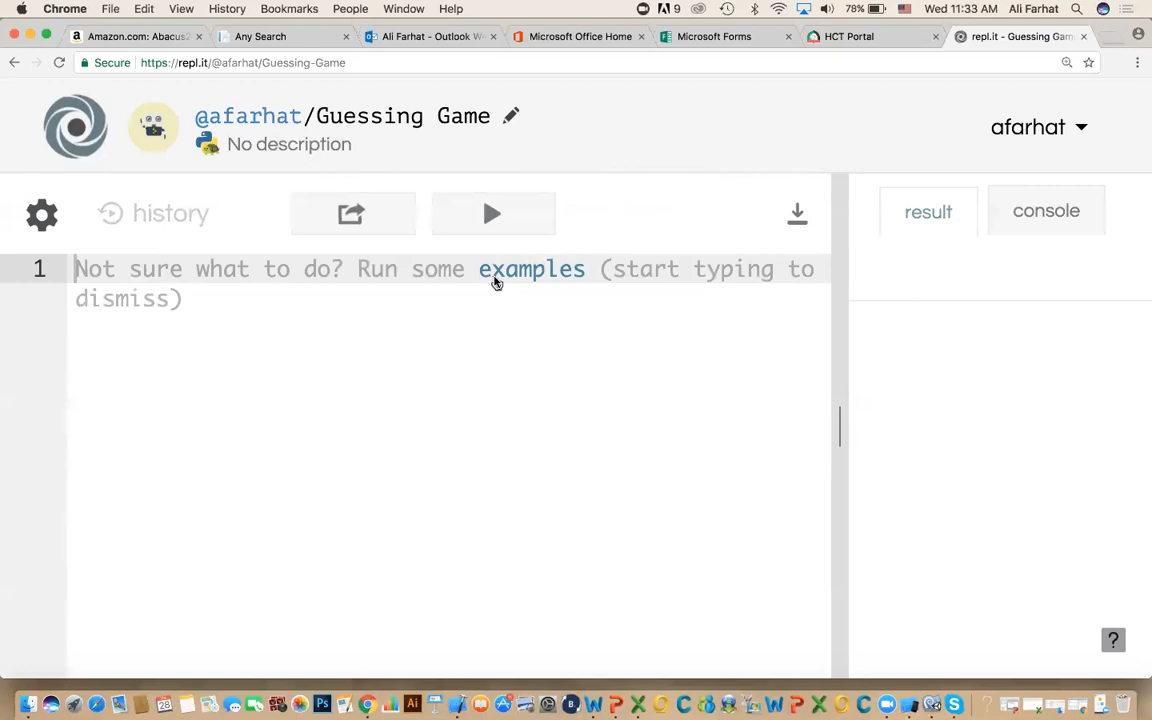 Chrome File Edit View History Bookmarks People Window Help 9 78% Wed 11:33 AM Ali Farhat
Amazon.com: Abacus2 Any Search Ali Farhat - Outlook W Microsoft Office Home Microsoft Forms HCT Portal repl.it - Guessing Gam
Secure https://repl.it/@afarhat/Guessing-Game
@afarhat/Guessing Game
No description
afarhat
history
result console
1 Not sure what to do? Run some examples (start typing to
dismiss)
?